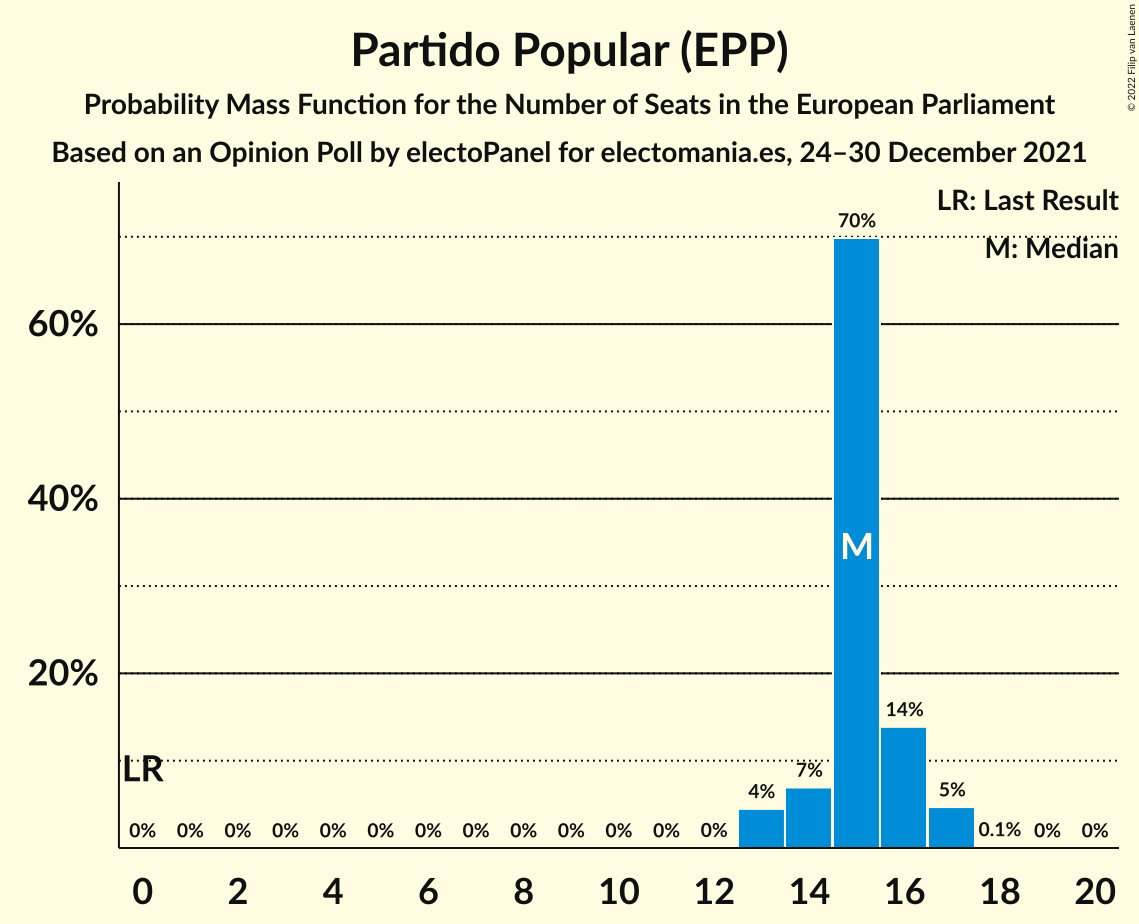 Partido Popular (EPP)
Probability Mass Function for the Number of Seats in the European Parliament
Based on an Opinion Poll by electoPanel for electomania.es, 24–30 December 2021
© 2022 Filip van Laenen
LR: Last Result
M: Median
60%
40%
20%
70%
M
14%
LR
7%
4%
5%
0% 0% 0% 0% 0% 0% 0% 0% 0% 0% 0% 0% 0% 0.1% 0% 0%
0 2 4 6 8 10 12 14 16 18 20